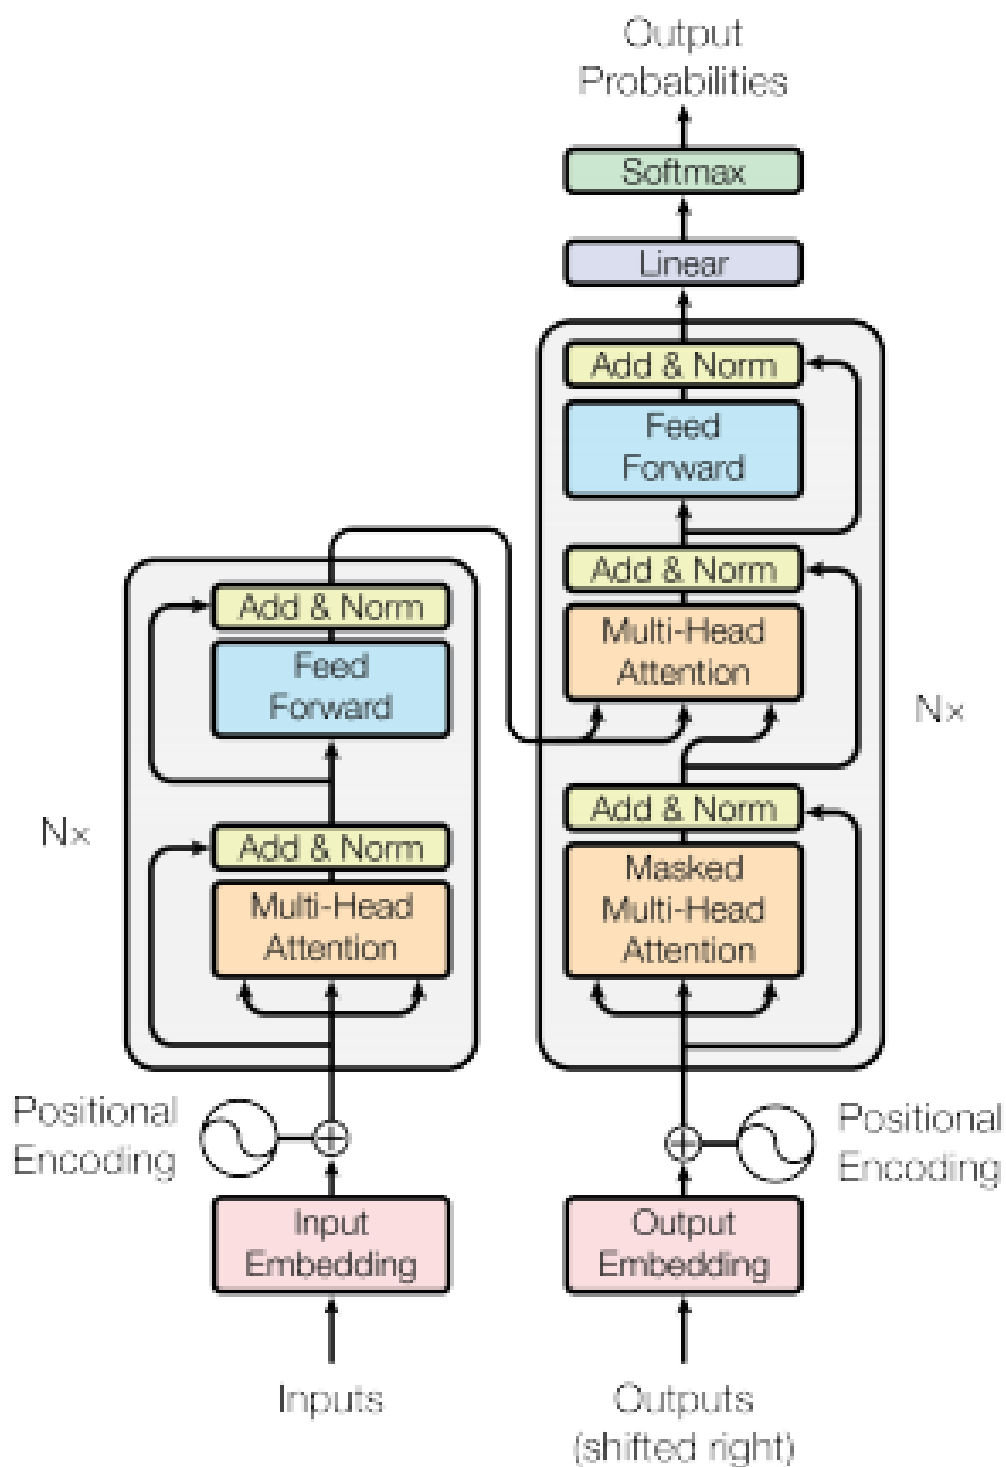 Output
Probabilities
Softmax
Linear
Add & Norm
Feed
Forward
Add & Norm
Multi-Head
Attention
Add & Norm
Masked
Multi-Head
Attention
Nx
Add & Norm
Feed
Forward
Add & Norm
Multi-Head
Attention
Nx
Positional
Encoding
Positional
Encoding
Input
Embedding
Output
Embedding
Inputs
Outputs
(shifted right)